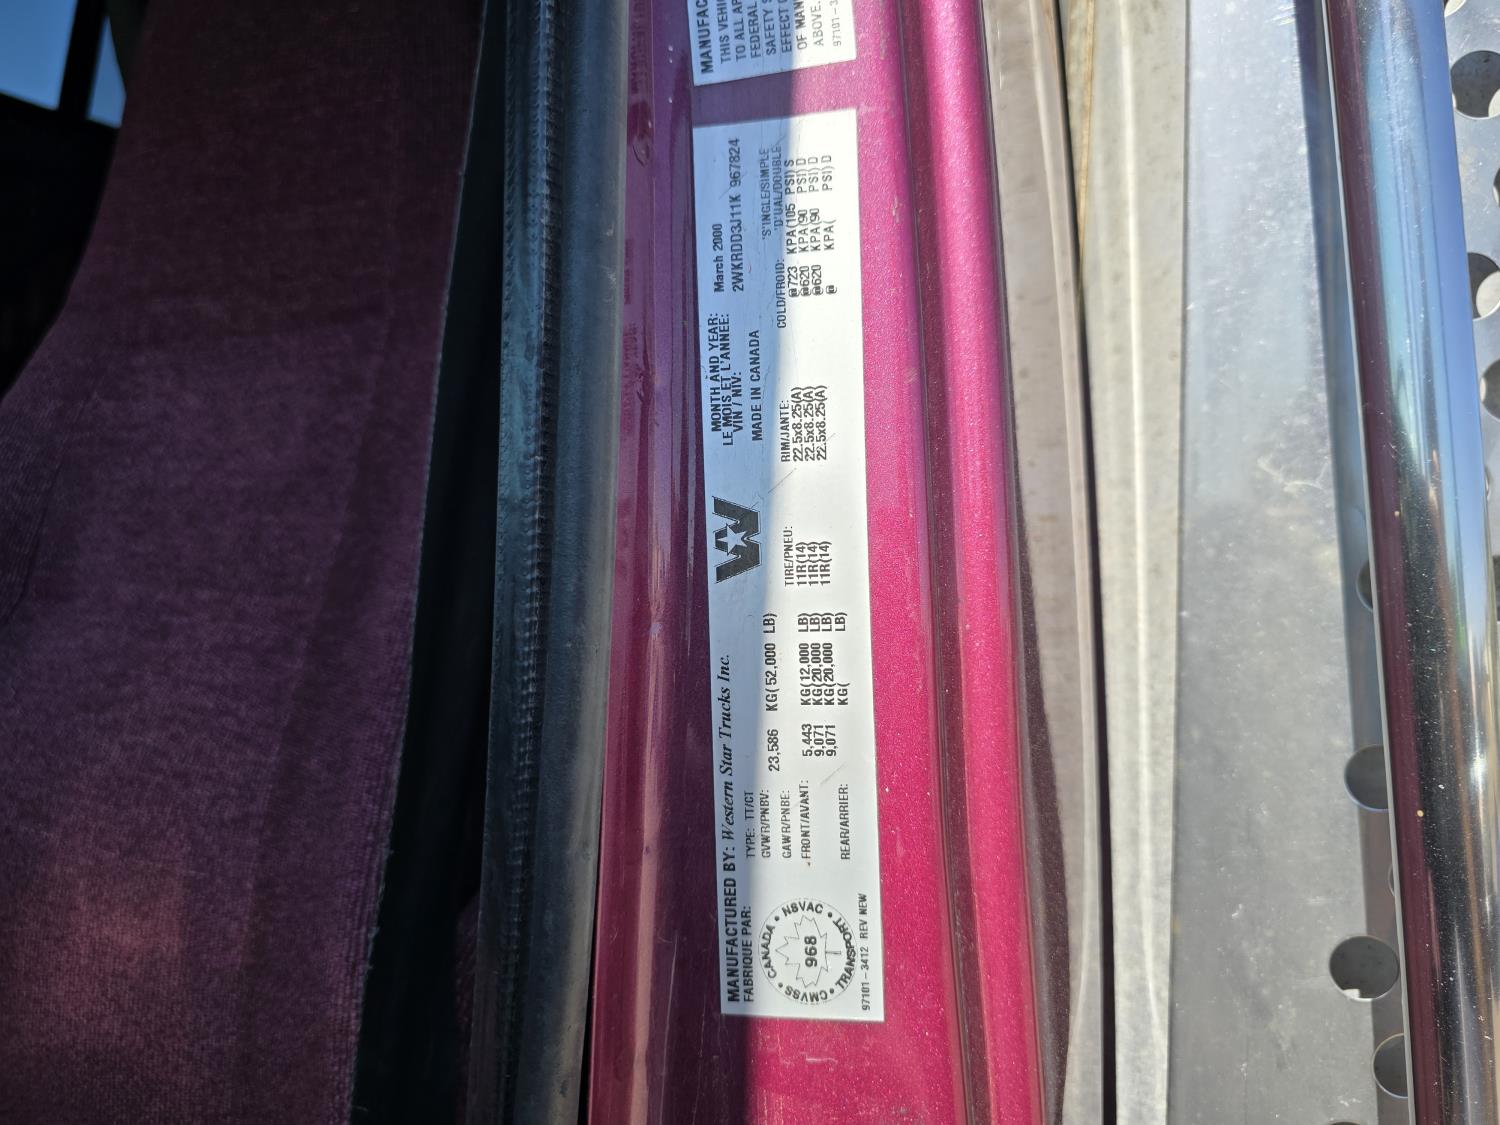 MANUFACTURED BY: Western Star Trucks Inc.
FABRIQUE PAR:
MONTH AND YEAR: March 2000
LE MOIS ET L'ANNÉE:
VIN / NIV: 2WKRDD3J11K 967824
MADE IN CANADA
TYPE: TT/CT
GVWR/PNBV: 23,586 KG( 52,000 LB)
'S'INGLE/SIMPLE
'D'UAL/DOUBLE
GAWR/PNBE: TIRE/PNEU: RIM/JANTE: COLD/FROID:
FRONT/AVANT: 5,443 KG(12,000 LB) 11R(14) 22.5x8.25(A) @723 KPA(105 PSI)S
9,071 KG(20,000 LB) 11R(14) 22.5x8.25(A) @620 KPA(90 PSI)D
9,071 KG(20,000 LB) 11R(14) 22.5x8.25(A) @620 KPA(90 PSI)D
REAR/ARRIER: KG( LB) @ KPA( PSI)D
CANADA • NSVAC • TRANSPORT • CMVSS •
968
97101-3412 REV NEW
MANUFAC
THIS VEHIC
TO ALL AP
FEDERAL
SAFETY S
EFFECT O
OF MAN
ABOVE.
97101-3